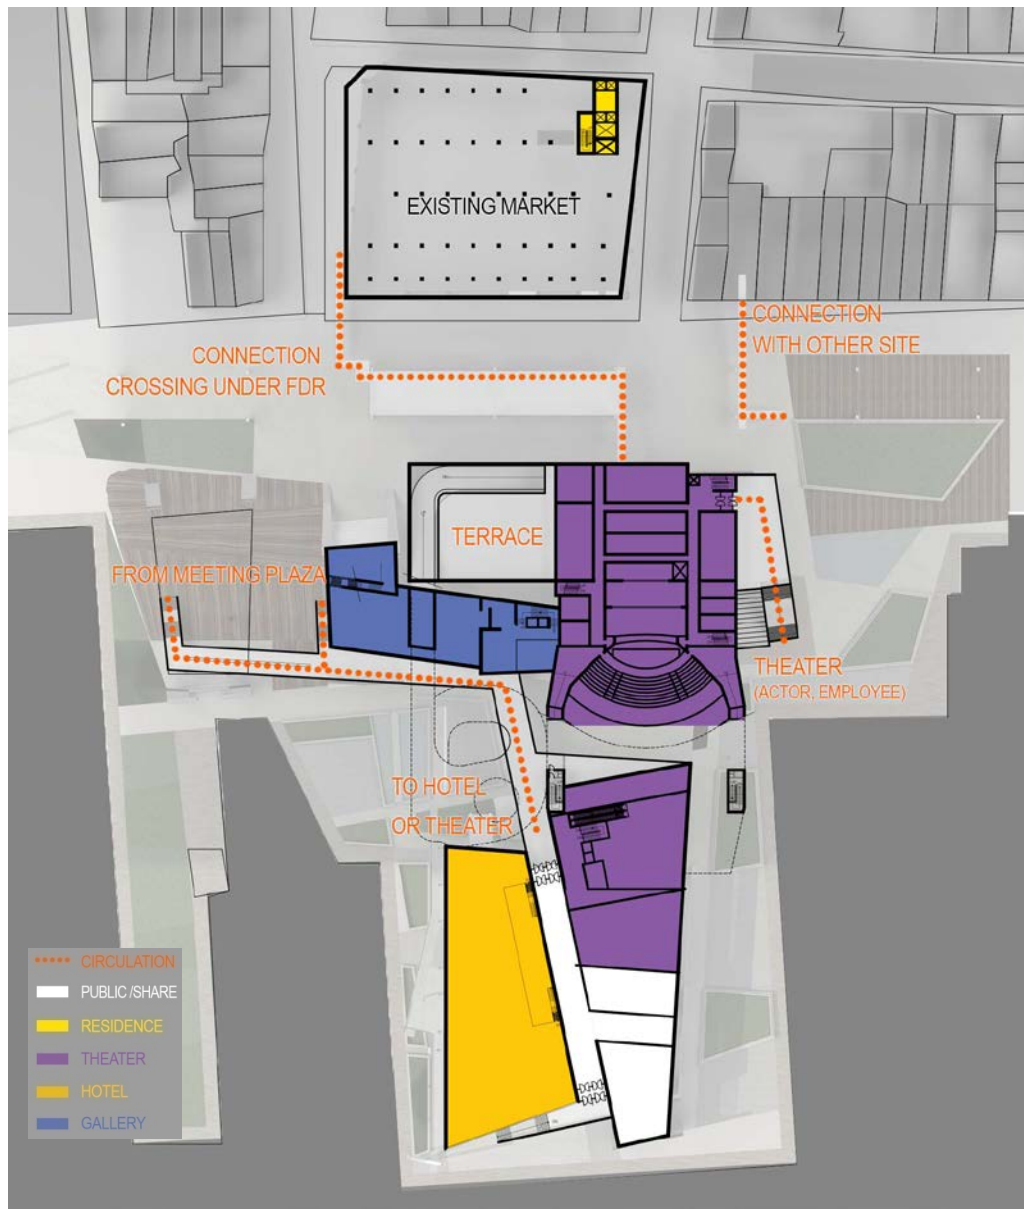 EXISTING MARKET
CONNECTION
WITH OTHER SITE
CONNECTION
CROSSING UNDER FDR
TERRACE
FROM MEETING PLAZA
THEATER
(ACTOR, EMPLOYEE)
TO HOTEL
OR THEATER
CIRCULATION
PUBLIC /SHARE
RESIDENCE
THEATER
HOTEL
GALLERY